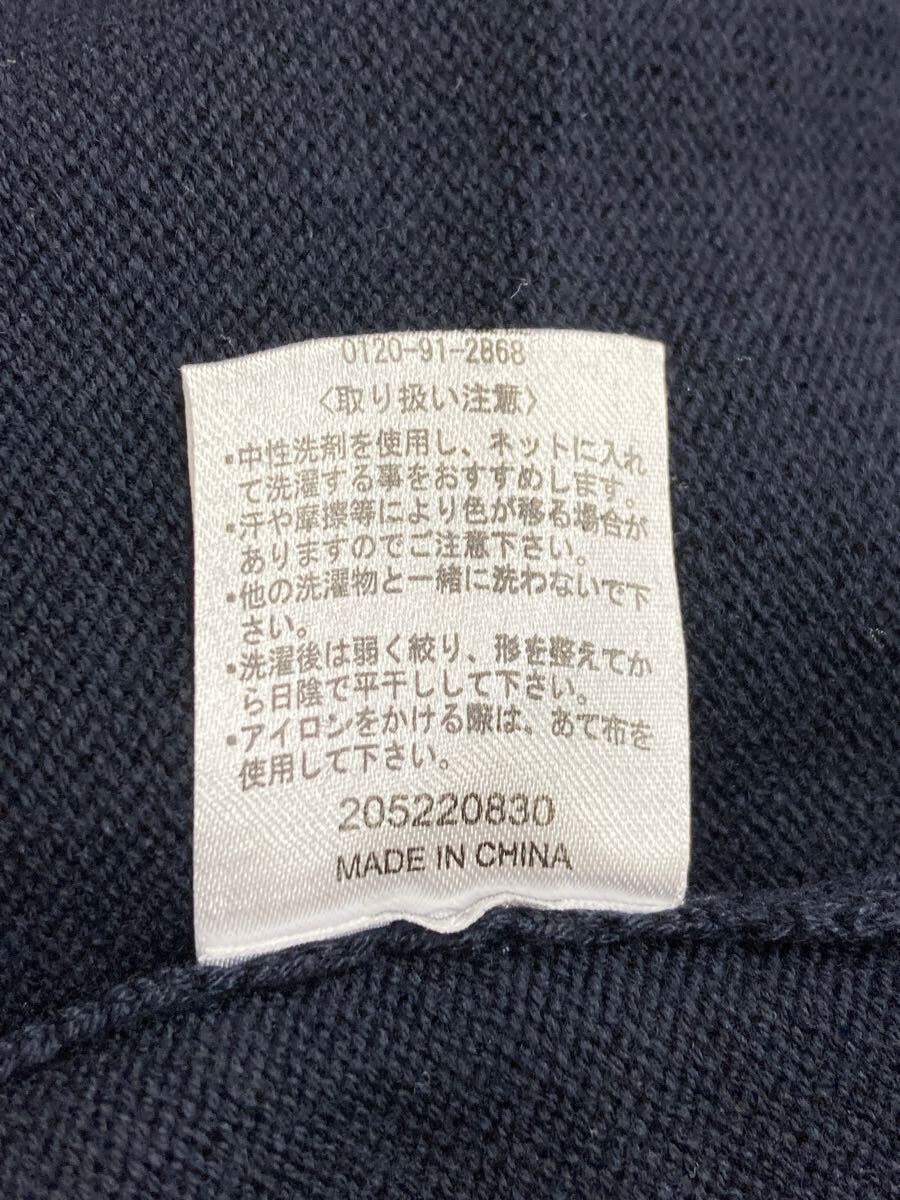 0120-91-2868
〈取り扱い注意〉
・中性洗剤を使用し、ネットに入れ
て洗濯する事をおすすめします。
・汗や摩擦等により色が移る場合が
ありますのでご注意下さい。
・他の洗濯物と一緒に洗わないで下
さい。
・洗濯後は弱く絞り、形を整えてか
ら日陰で平干しして下さい。
・アイロンをかける際は、あて布を
使用して下さい。
205220830
MADE IN CHINA